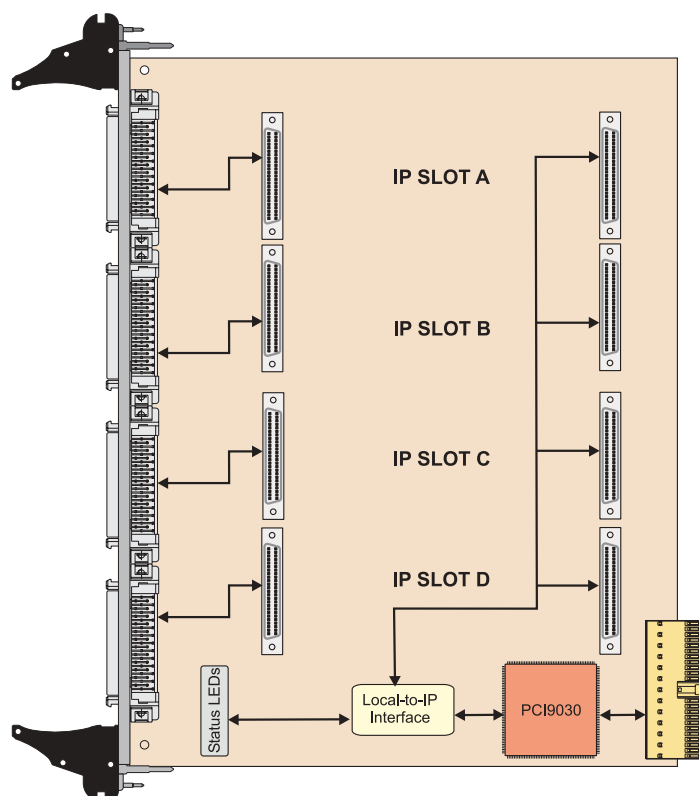 IP SLOT A
IP SLOT B
IP SLOT C
IP SLOT D
Status LEDs
Local-to-IP
Interface
PCI9030